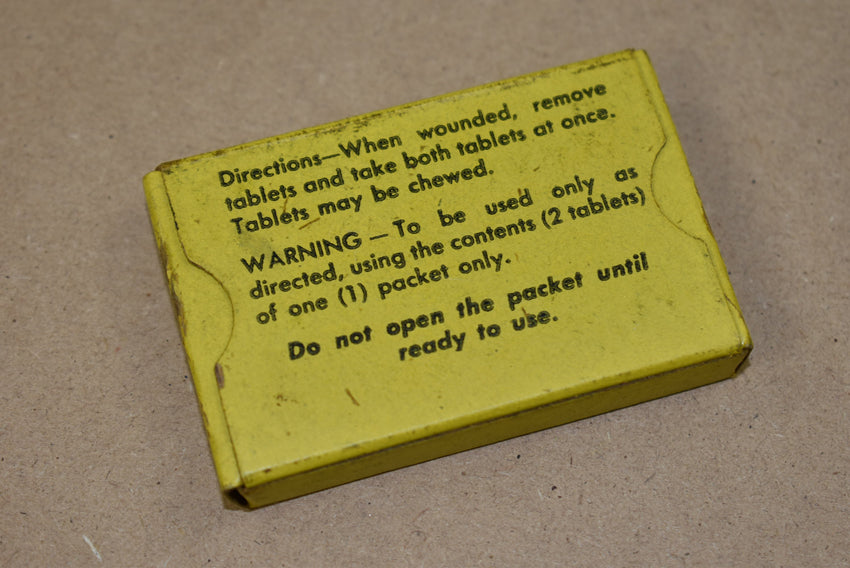 Directions—When wounded, remove
tablets and take both tablets at once.
Tablets may be chewed.
WARNING — To be used only as
directed, using the contents (2 tablets)
of one (1) packet only.
Do not open the packet until
ready to use.